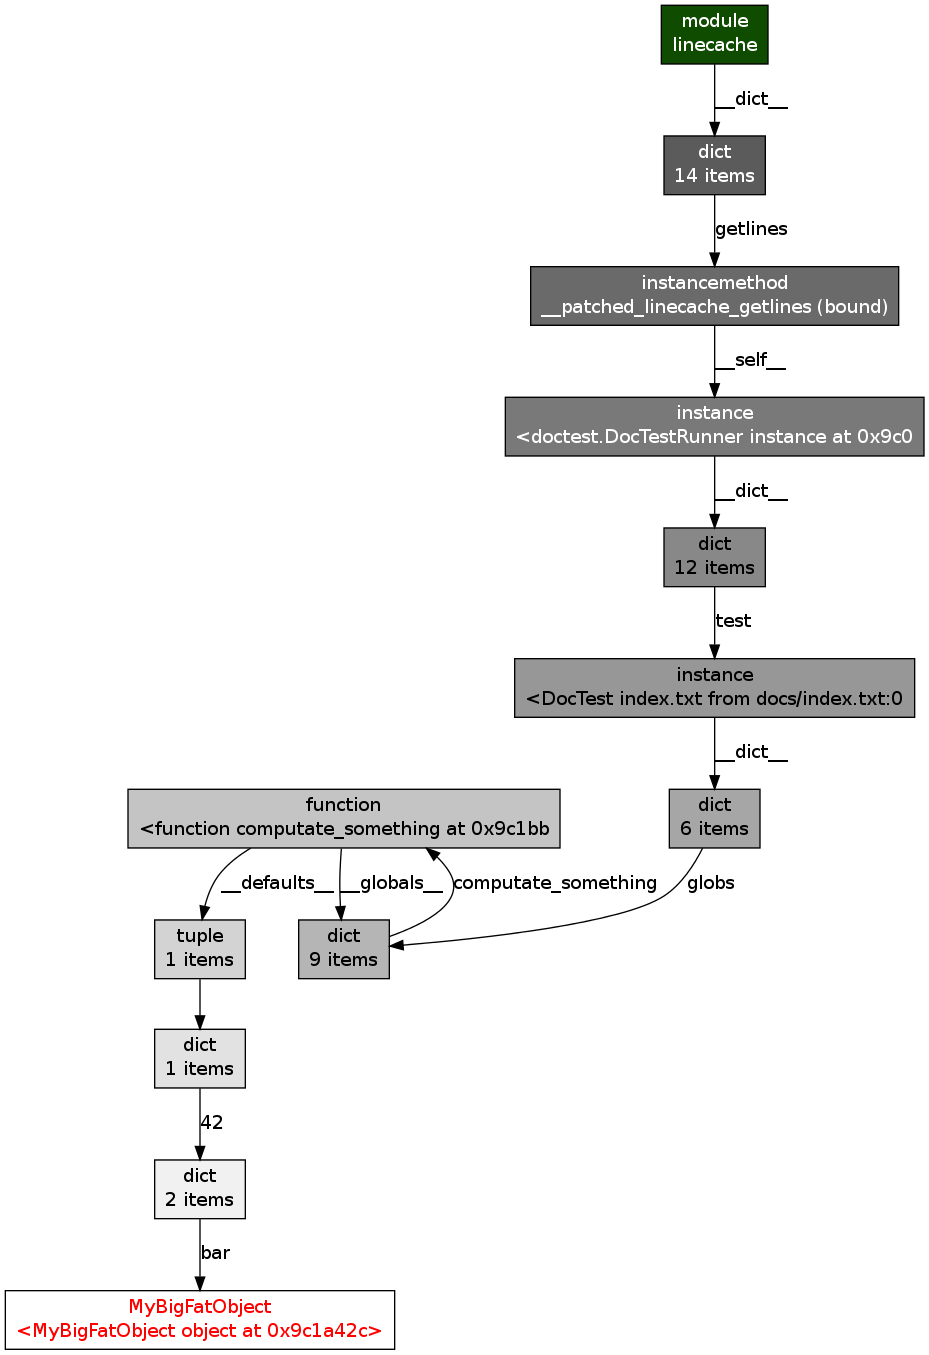 module
linecache
__dict__
dict
14 items
getlines
instancemethod
__patched_linecache_getlines (bound)
__self__
instance
<doctest.DocTestRunner instance at 0x9c0
__dict__
dict
12 items
test
instance
<DocTest index.txt from docs/index.txt:0
__dict__
function
<function computate_something at 0x9c1bb
dict
6 items
__defaults__
__globals__
computate_something
globs
tuple
1 items
dict
9 items
dict
1 items
42
dict
2 items
bar
MyBigFatObject
<MyBigFatObject object at 0x9c1a42c>